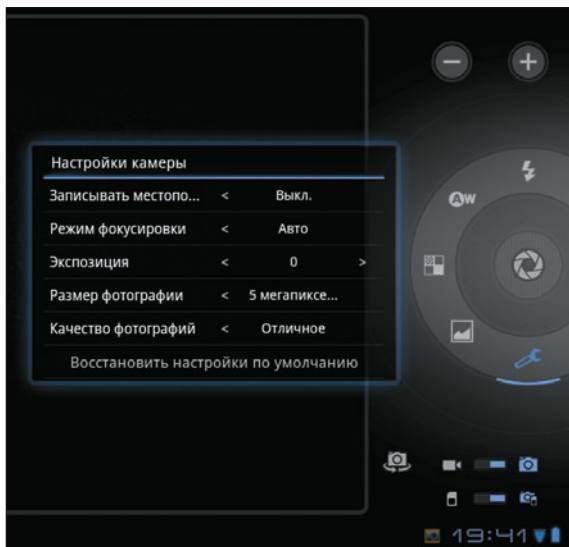 Настройки камеры
Записывать местопо... < Выкл.
Режим фокусировки < Авто
Экспозиция < 0 >
Размер фотографии < 5 мегапиксе...
Качество фотографий < Отличное
Восстановить настройки по умолчанию
AW
19:41